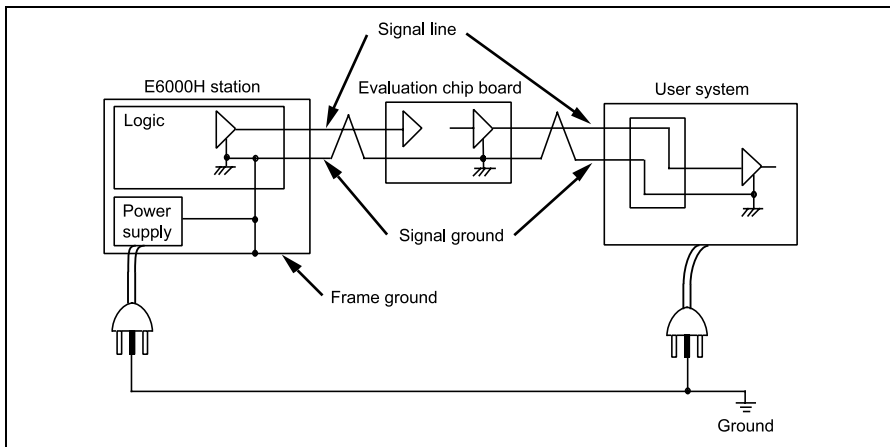 Signal line
E6000H station
Evaluation chip board
User system
Logic
Power
supply
Signal ground
Frame ground
Ground